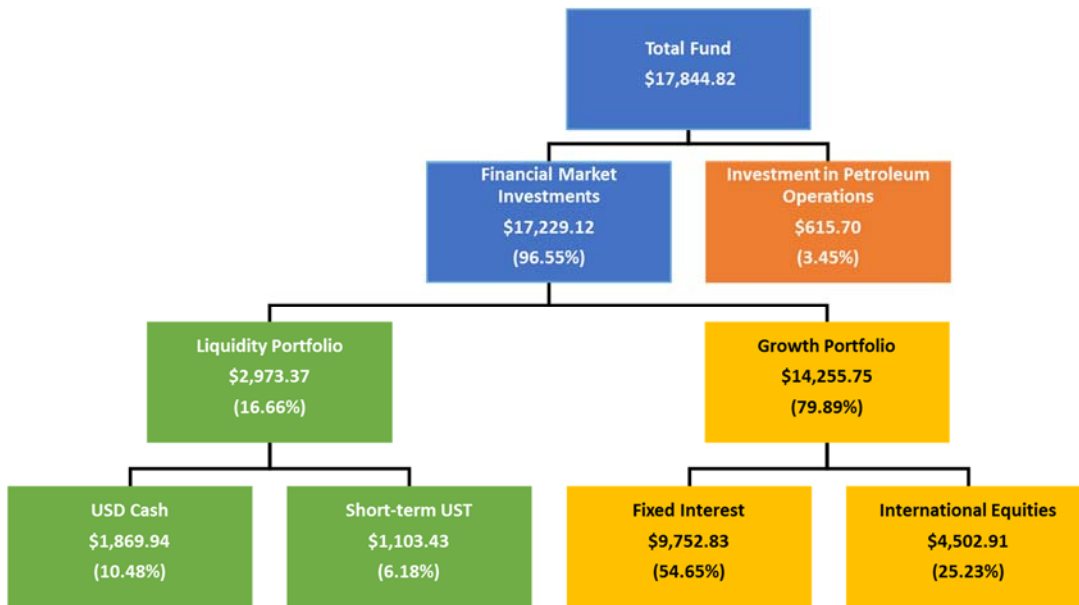 Total Fund
$17,844.82
Financial Market
Investments
$17,229.12
(96.55%)
Investment in Petroleum
Operations
$615.70
(3.45%)
Liquidity Portfolio
$2,973.37
(16.66%)
Growth Portfolio
$14,255.75
(79.89%)
USD Cash
$1,869.94
(10.48%)
Short-term UST
$1,103.43
(6.18%)
Fixed Interest
$9,752.83
(54.65%)
International Equities
$4,502.91
(25.23%)